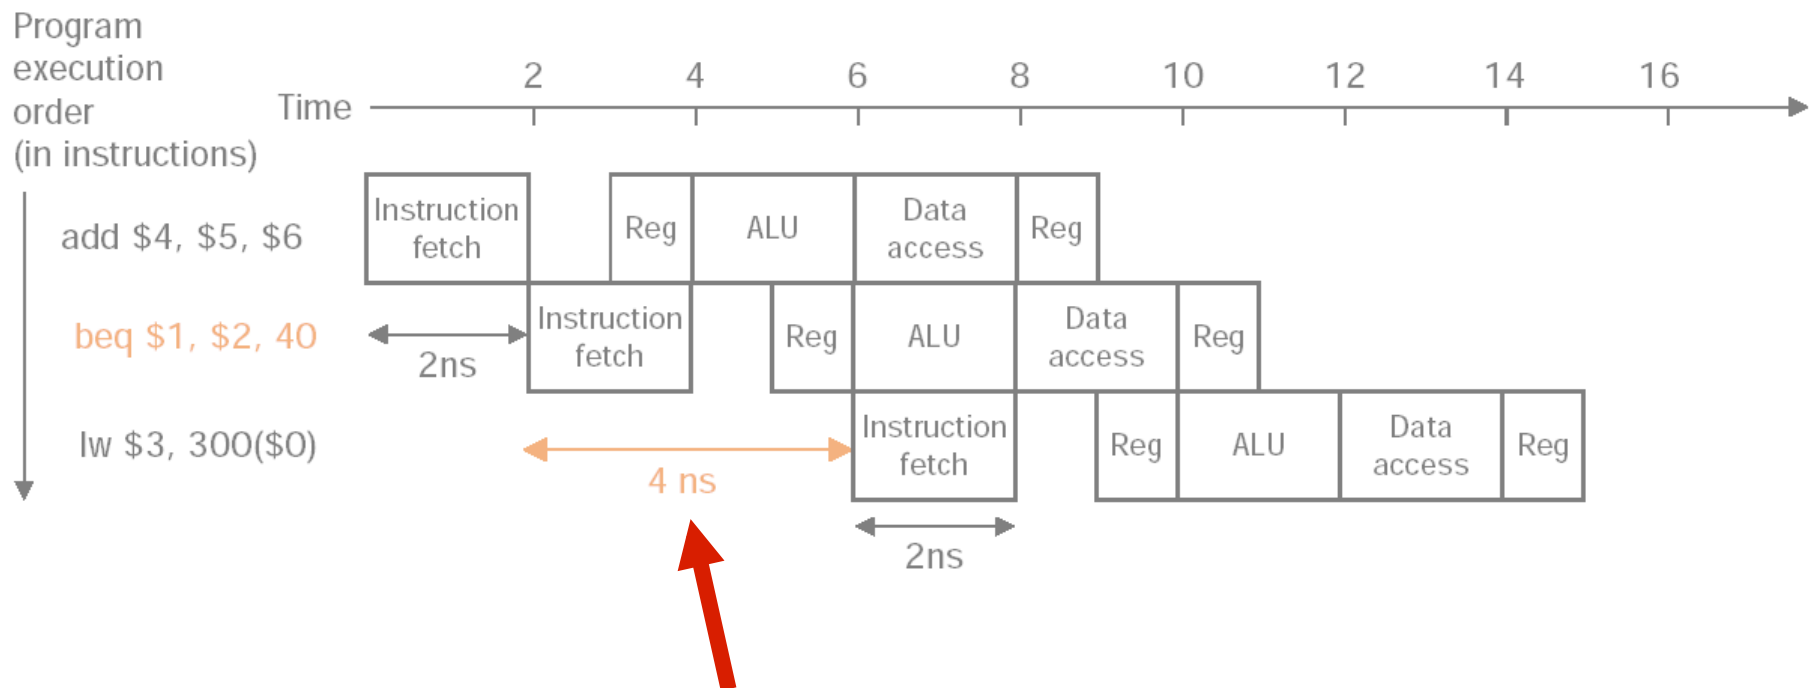 Program
execution
order
(in instructions)
Time
2 4 6 8 10 12 14 16
add $4, $5, $6
Instruction
fetch
Reg
ALU
Data
access
Reg
beq $1, $2, 40
2ns
Instruction
fetch
Reg
ALU
Data
access
Reg
lw $3, 300($0)
4 ns
Instruction
fetch
Reg
ALU
Data
access
Reg
2ns